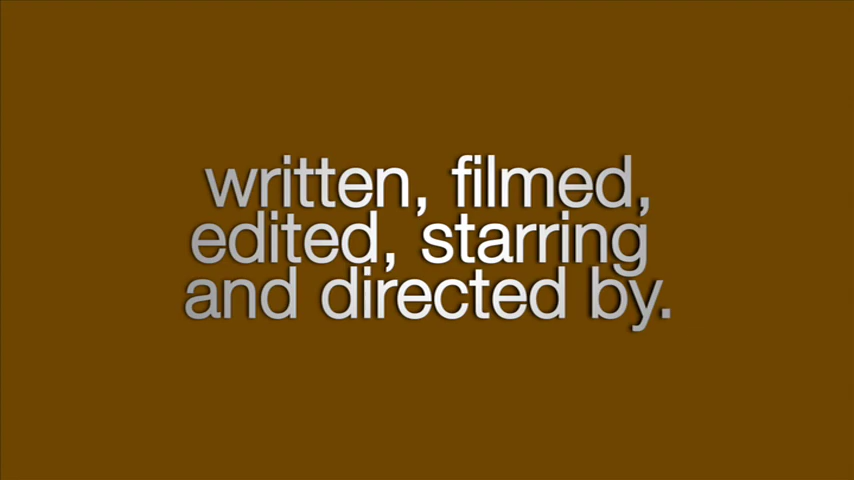 written, filmed,
edited, starring
and directed by.